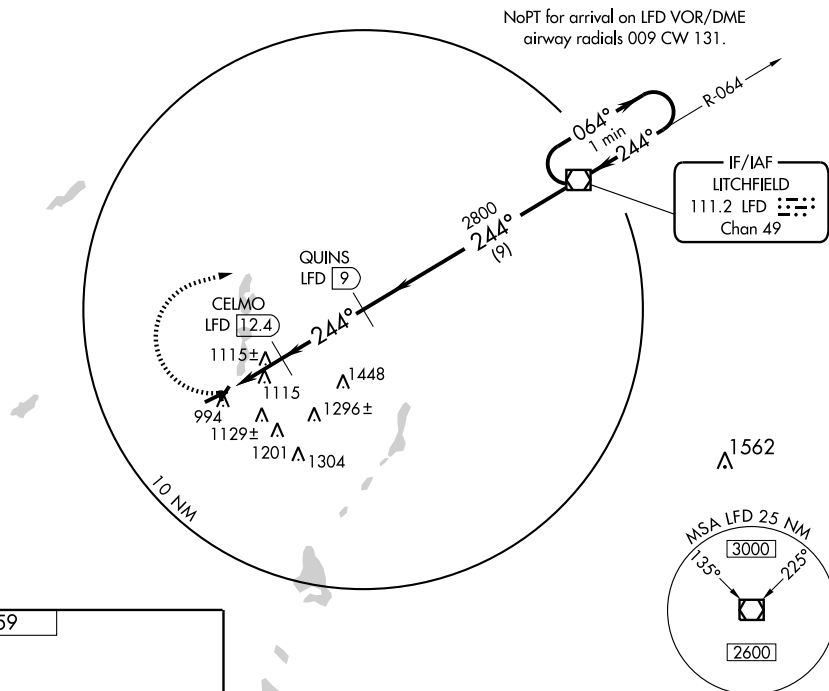 NoPT for arrival on LFD VOR/DME
airway radials 009 CW 131.
R-064
064°
1 min
244°
IF/IAF
LITCHFIELD
111.2 LFD
Chan 49
2800
244°
(9)
QUINS
LFD 9
CELMO
LFD 12.4
244°
1115±
1115
1448
994
1129±
1296±
1201
1304
1562
10 NM
MSA LFD 25 NM
3000
135°
225°
2600